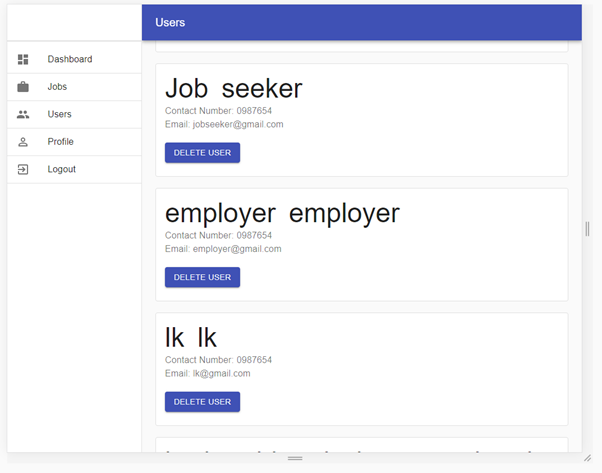 Users
Dashboard
Jobs
Users
Profile
Logout
Job seeker
Contact Number: 0987654
Email: jobseeker@gmail.com
DELETE USER
employer employer
Contact Number: 0987654
Email: employer@gmail.com
DELETE USER
lk lk
Contact Number: 0987654
Email: lk@gmail.com
DELETE USER